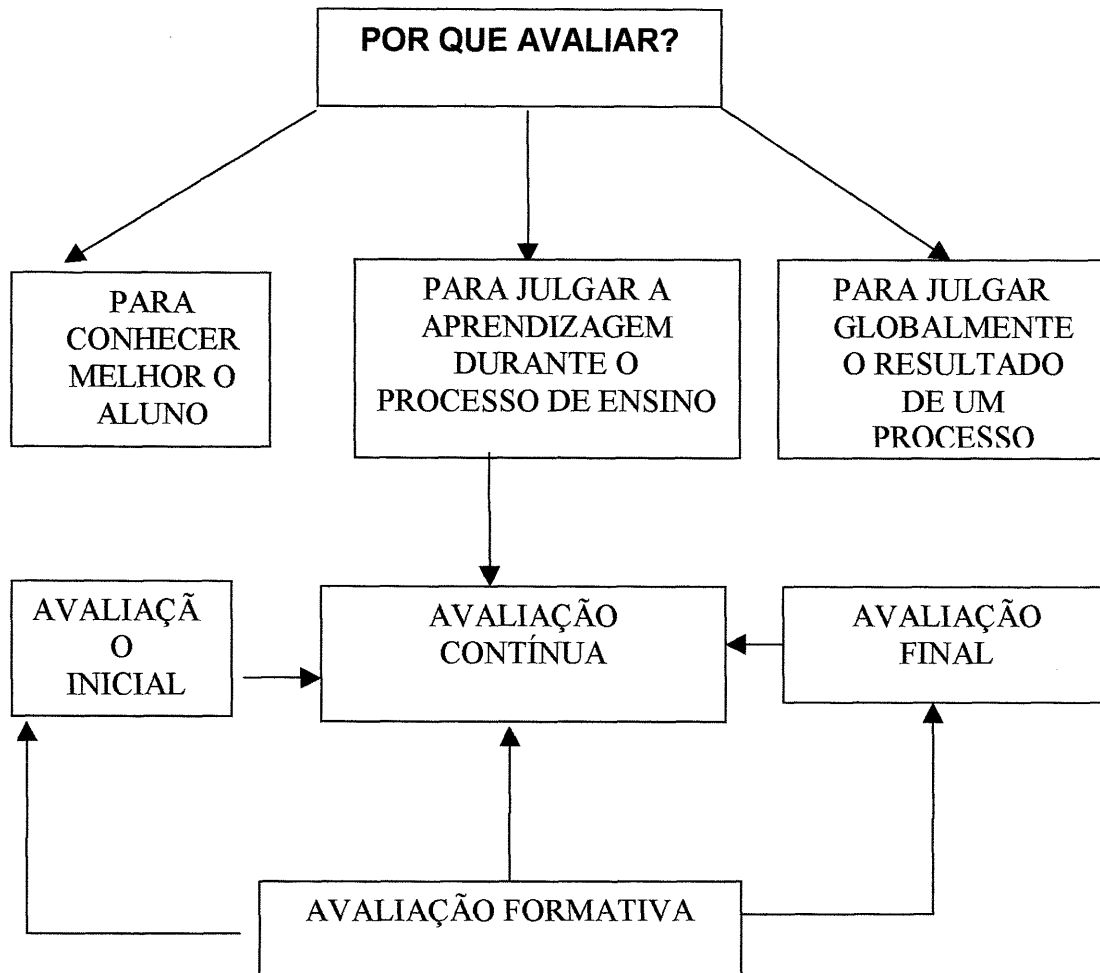 POR QUE AVALIAR?
PARA
CONHECER
MELHOR O
ALUNO
PARA JULGAR A
APRENDIZAGEM
DURANTE O
PROCESSO DE ENSINO
PARA JULGAR
GLOBALMENTE
O RESULTADO
DE UM
PROCESSO
AVALIAÇÃ
O
INICIAL
AVALIAÇÃO
CONTÍNUA
AVALIAÇÃO
FINAL
AVALIAÇÃO FORMATIVA